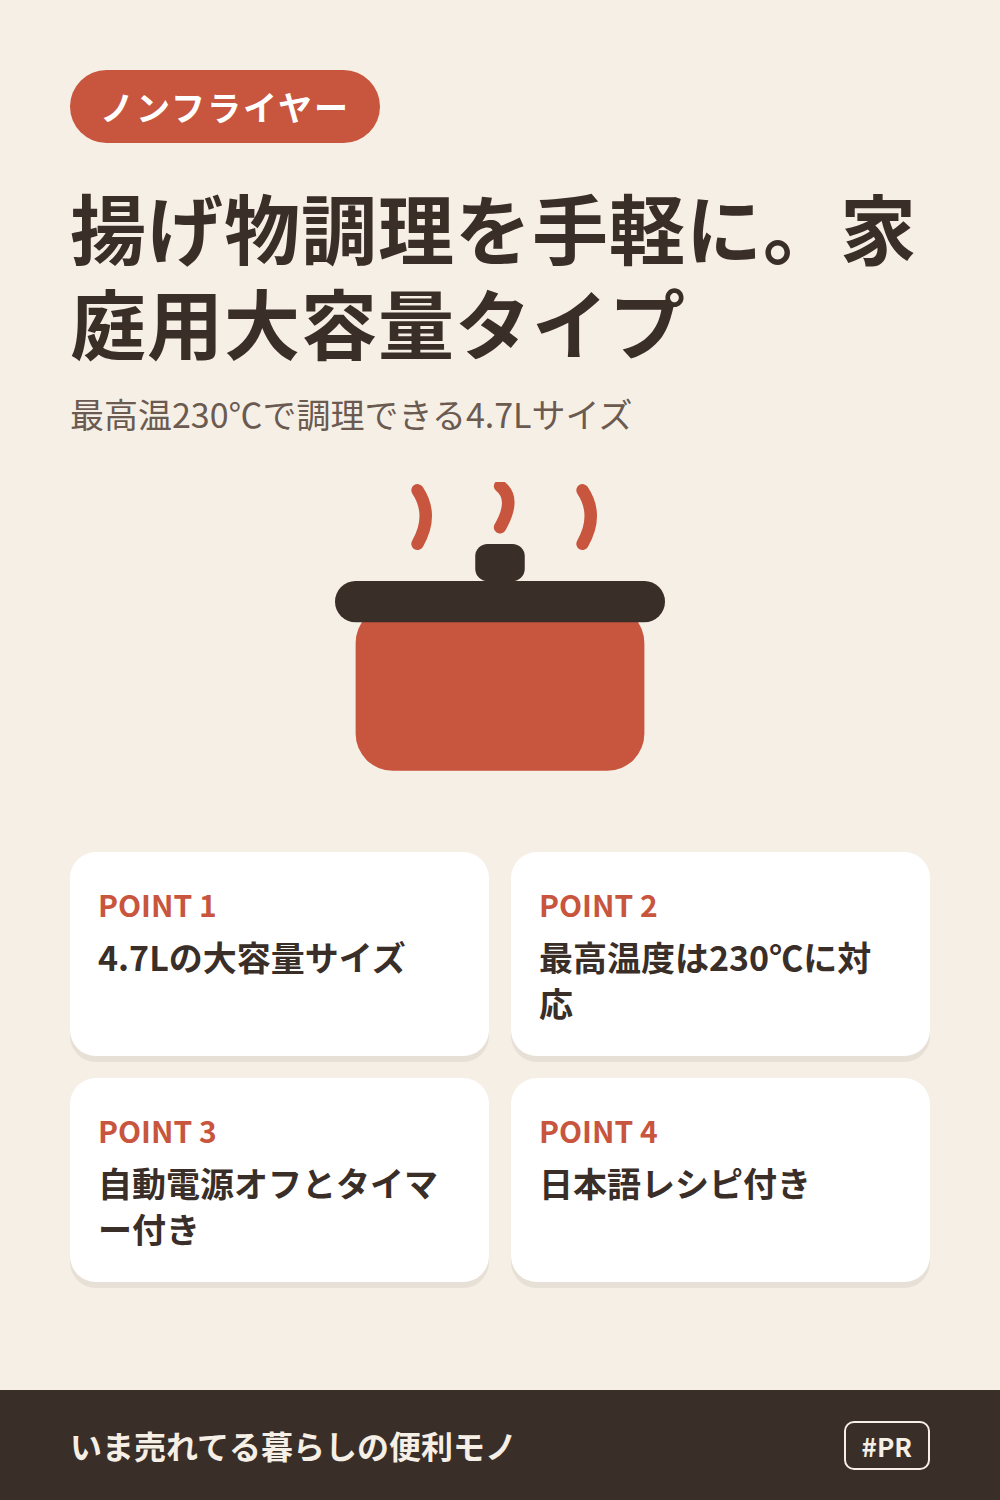 ノンフライヤー
揚げ物調理を手軽に。家
庭用大容量タイプ
最高温230℃で調理できる4.7Lサイズ
POINT 1
4.7Lの大容量サイズ
POINT 2
最高温度は230℃に対
応
POINT 3
自動電源オフとタイマ
ー付き
POINT 4
日本語レシピ付き
いま売れてる暮らしの便利モノ
#PR